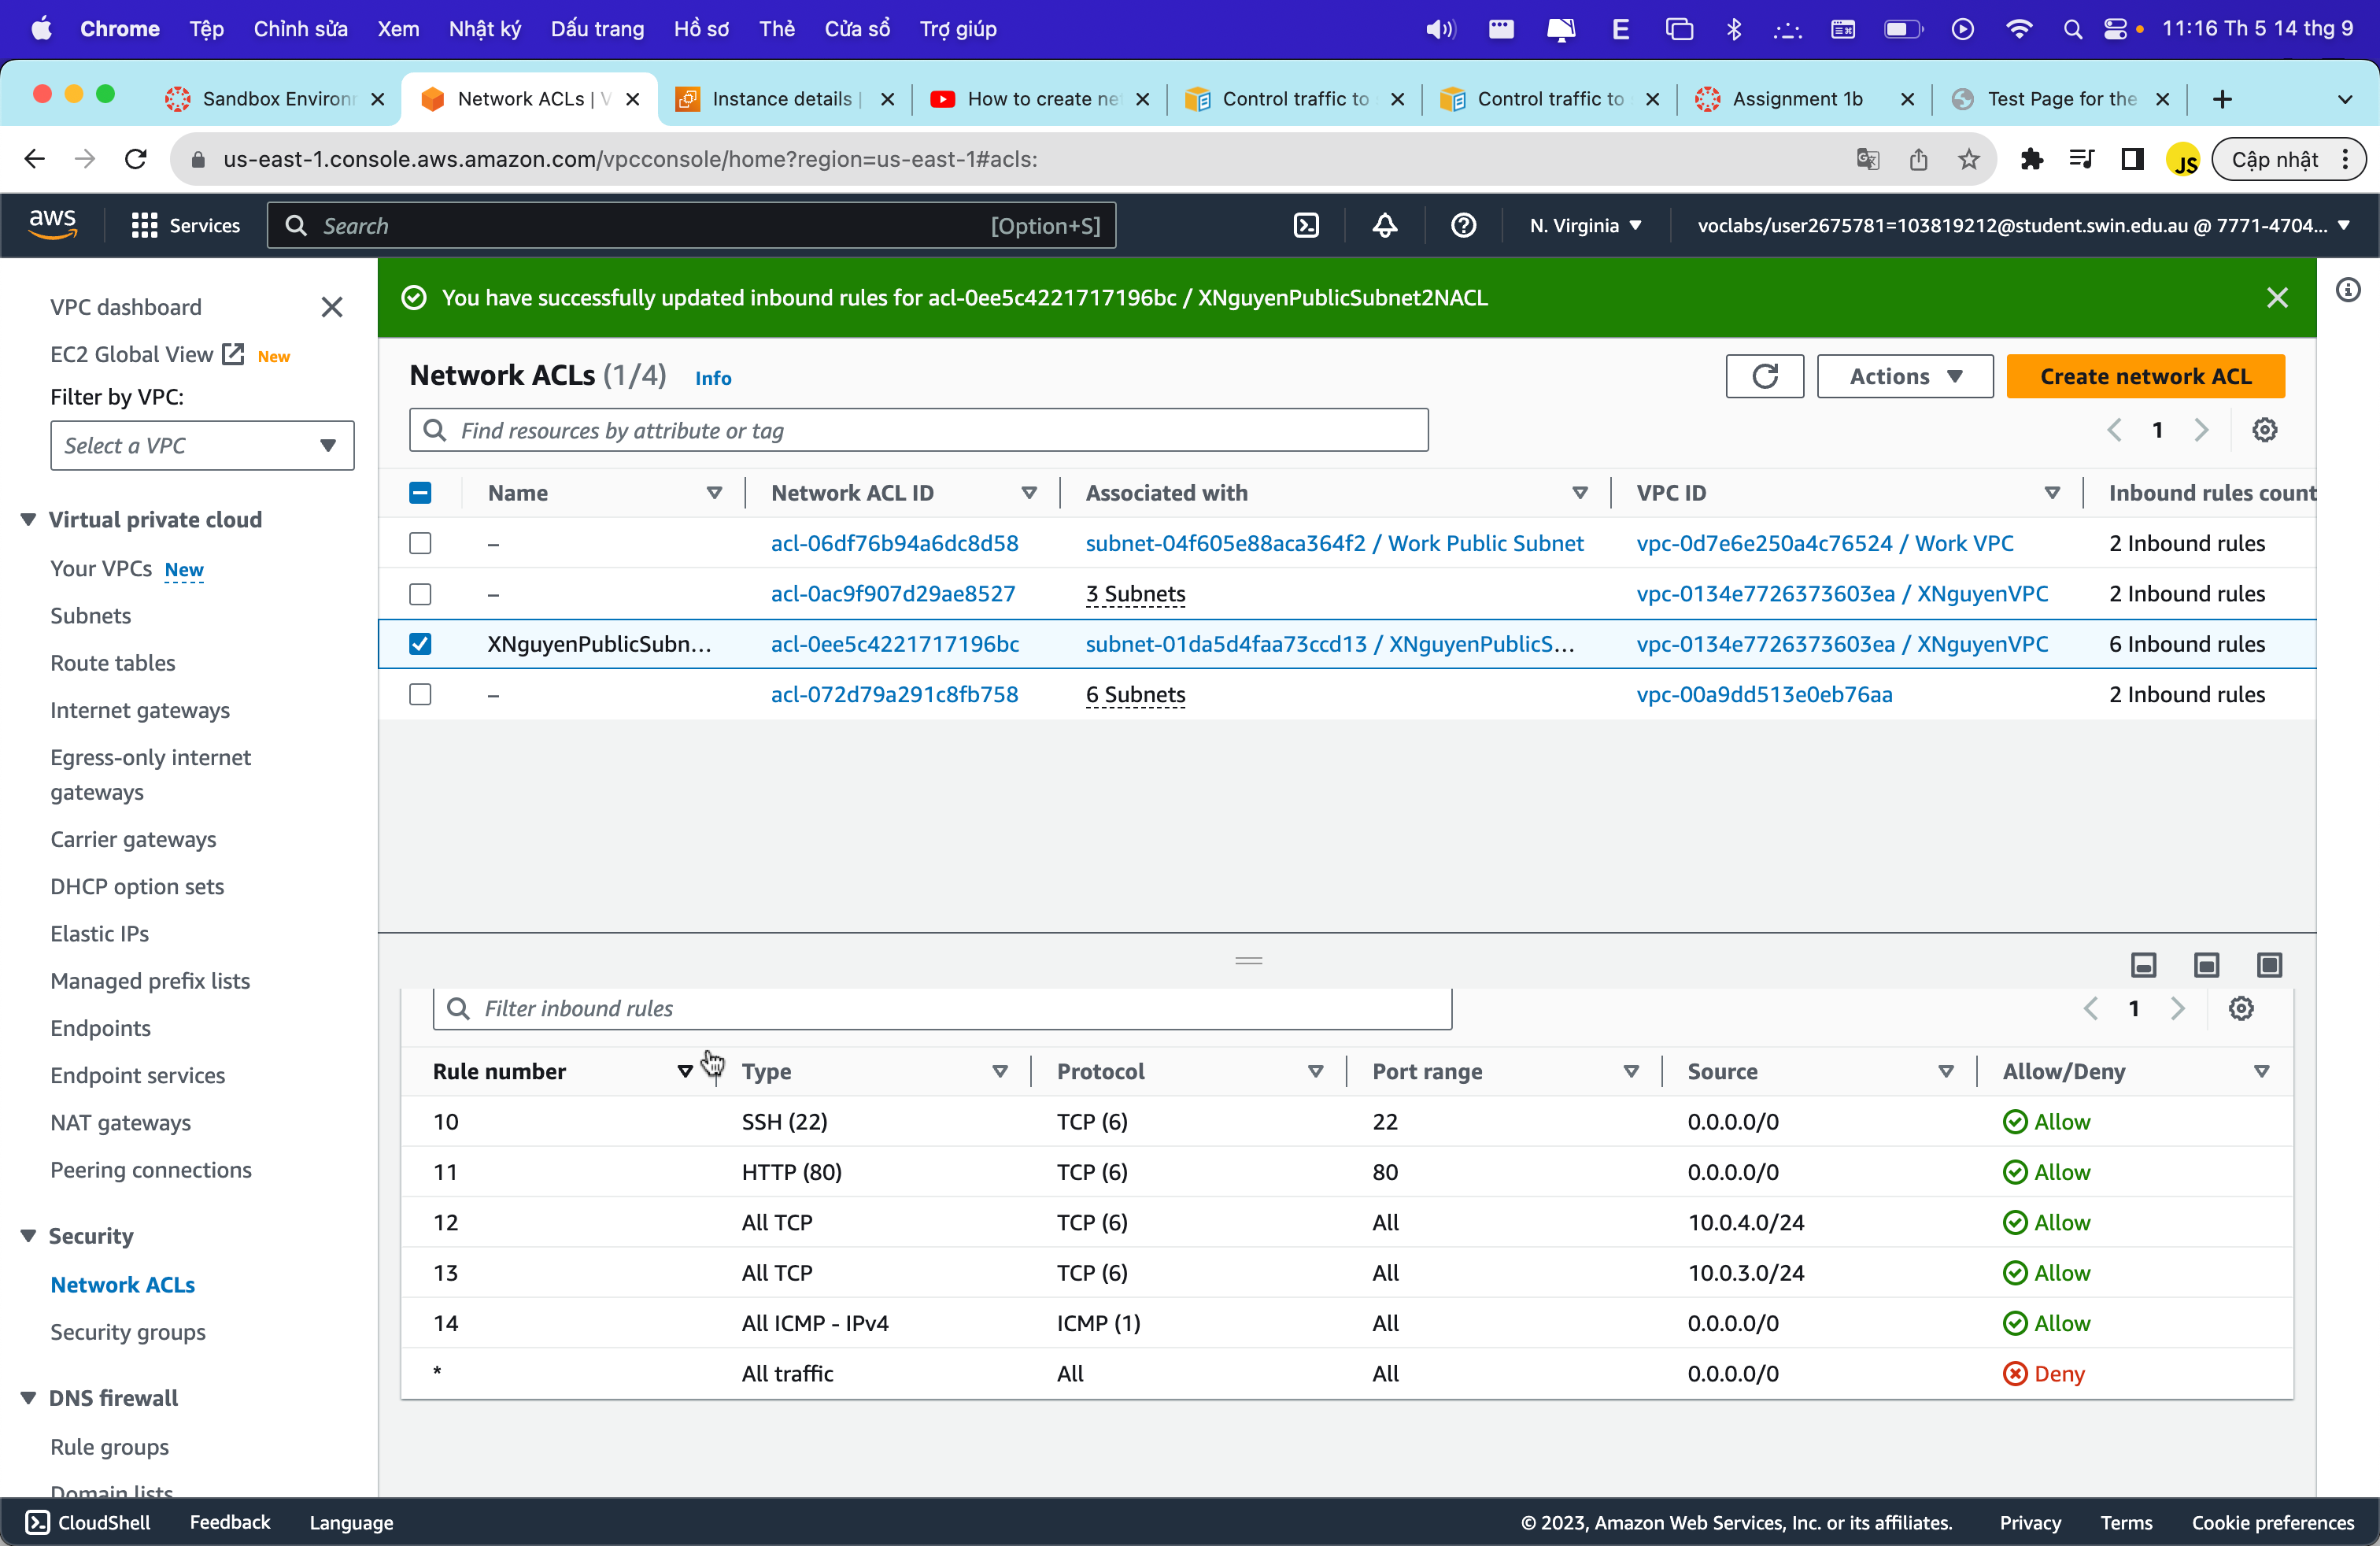 Chrome Tệp Chỉnh sửa Xem Nhật ký Dấu trang Hồ sơ Thẻ Cửa sổ Trợ giúp E 11:16 Th 5 14 thg 9
Sandbox Environ Network ACLs | V Instance details | How to create ne Control traffic to Control traffic to Assignment 1b Test Page for the
us-east-1.console.aws.amazon.com/vpcconsole/home?region=us-east-1#acls: JS Cập nhật
aws Services Search [Option+S] N. Virginia voclabs/user2675781=103819212@student.swin.edu.au @ 7771-4704...
VPC dashboard
EC2 Global View New
Filter by VPC:
Select a VPC
Virtual private cloud
Your VPCs New
Subnets
Route tables
Internet gateways
Egress-only internet
gateways
Carrier gateways
DHCP option sets
Elastic IPs
Managed prefix lists
Endpoints
Endpoint services
NAT gateways
Peering connections
Security
Network ACLs
Security groups
DNS firewall
Rule groups
Domain lists
You have successfully updated inbound rules for acl-0ee5c4221717196bc / XNguyenPublicSubnet2NACL
Network ACLs (1/4) Info Actions Create network ACL
Find resources by attribute or tag 1
Name Network ACL ID Associated with VPC ID Inbound rules count
– acl-06df76b94a6dc8d58 subnet-04f605e88aca364f2 / Work Public Subnet vpc-0d7e6e250a4c76524 / Work VPC 2 Inbound rules
– acl-0ac9f907d29ae8527 3 Subnets vpc-0134e7726373603ea / XNguyenVPC 2 Inbound rules
XNguyenPublicSubn... acl-0ee5c4221717196bc subnet-01da5d4faa73ccd13 / XNguyenPublicS... vpc-0134e7726373603ea / XNguyenVPC 6 Inbound rules
– acl-072d79a291c8fb758 6 Subnets vpc-00a9dd513e0eb76aa 2 Inbound rules
Filter inbound rules 1
Rule number Type Protocol Port range Source Allow/Deny
10 SSH (22) TCP (6) 22 0.0.0.0/0 Allow
11 HTTP (80) TCP (6) 80 0.0.0.0/0 Allow
12 All TCP TCP (6) All 10.0.4.0/24 Allow
13 All TCP TCP (6) All 10.0.3.0/24 Allow
14 All ICMP - IPv4 ICMP (1) All 0.0.0.0/0 Allow
* All traffic All All 0.0.0.0/0 Deny
CloudShell Feedback Language © 2023, Amazon Web Services, Inc. or its affiliates. Privacy Terms Cookie preferences